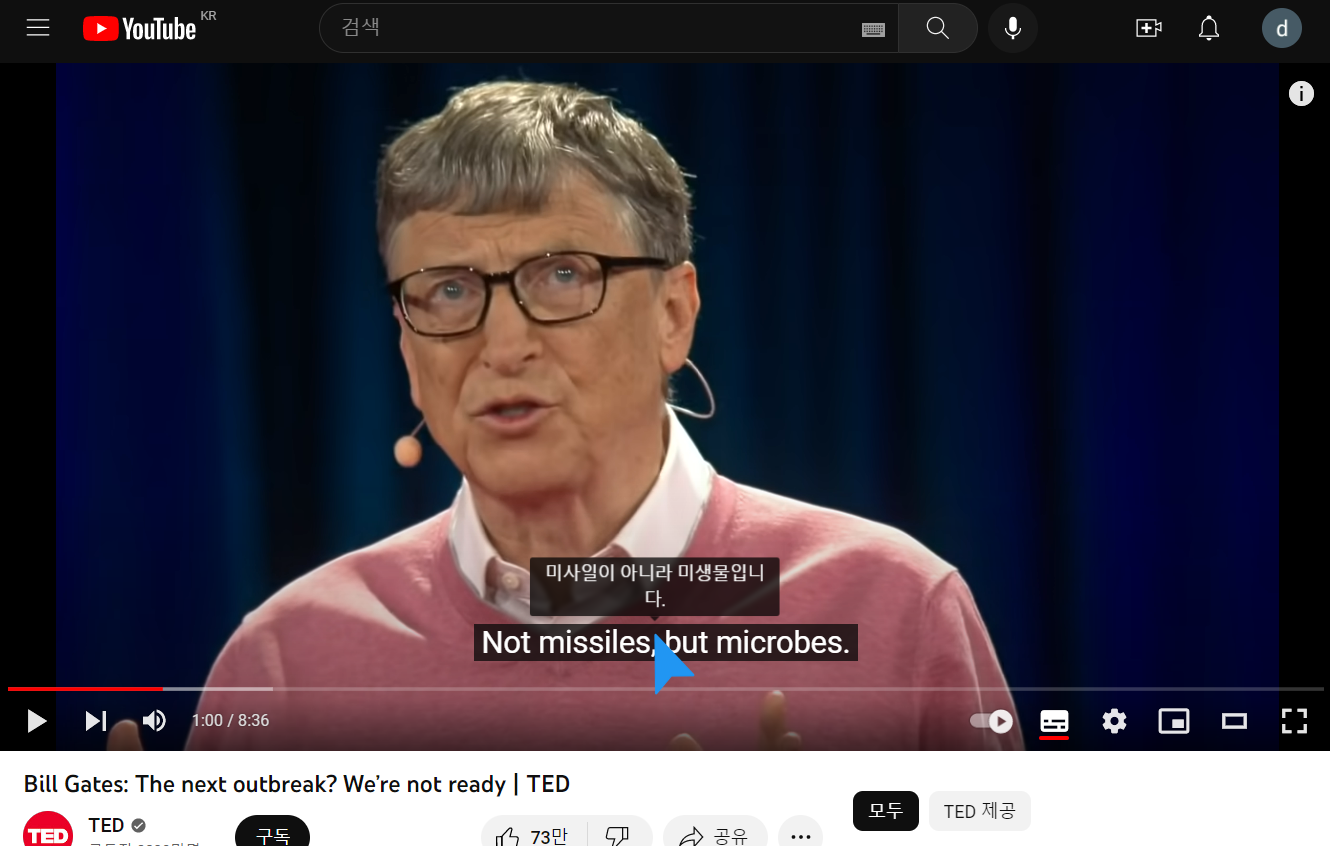 YouTube KR
검색
d
미사일이 아니라 미생물입니
다.
Not missiles, but microbes.
1:00 / 8:36
Bill Gates: The next outbreak? We're not ready | TED
모두
TED 제공
TED
TED
구독
73만
공유